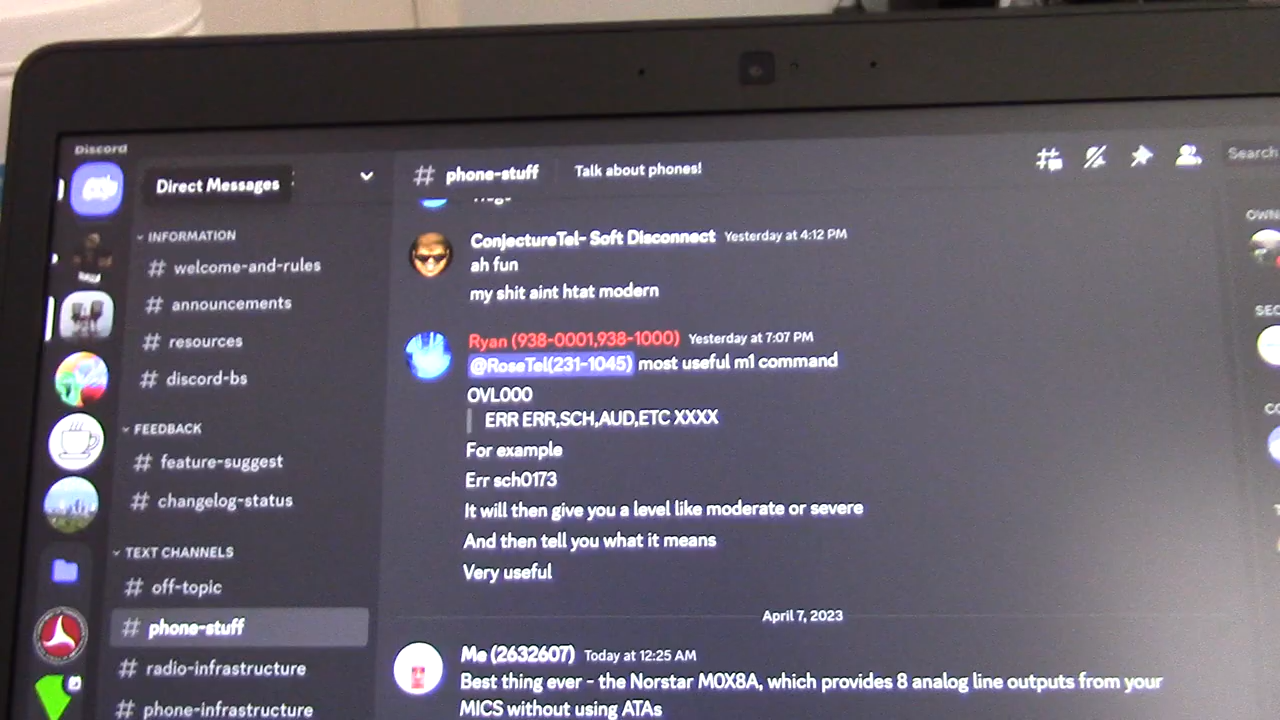 Discord
Direct Messages
# phone-stuff Talk about phones!
Search
INFORMATION
# welcome-and-rules
# announcements
# resources
# discord-bs
FEEDBACK
# feature-suggest
# changelog-status
TEXT CHANNELS
# off-topic
# phone-stuff
# radio-infrastructure
# phone-infrastructure
ConjectureTel- Soft Disconnect Yesterday at 4:12 PM
ah fun
my shit aint htat modern
Ryan (938-0001,938-1000) Yesterday at 7:07 PM
@RoseTel(231-1045) most useful m1 command
OVL000
ERR ERR,SCH,AUD,ETC XXXX
For example
Err sch0173
It will then give you a level like moderate or severe
And then tell you what it means
Very useful
April 7, 2023
Me (2632607) Today at 12:25 AM
Best thing ever - the Norstar M0X8A, which provides 8 analog line outputs from your
MICS without using ATAs